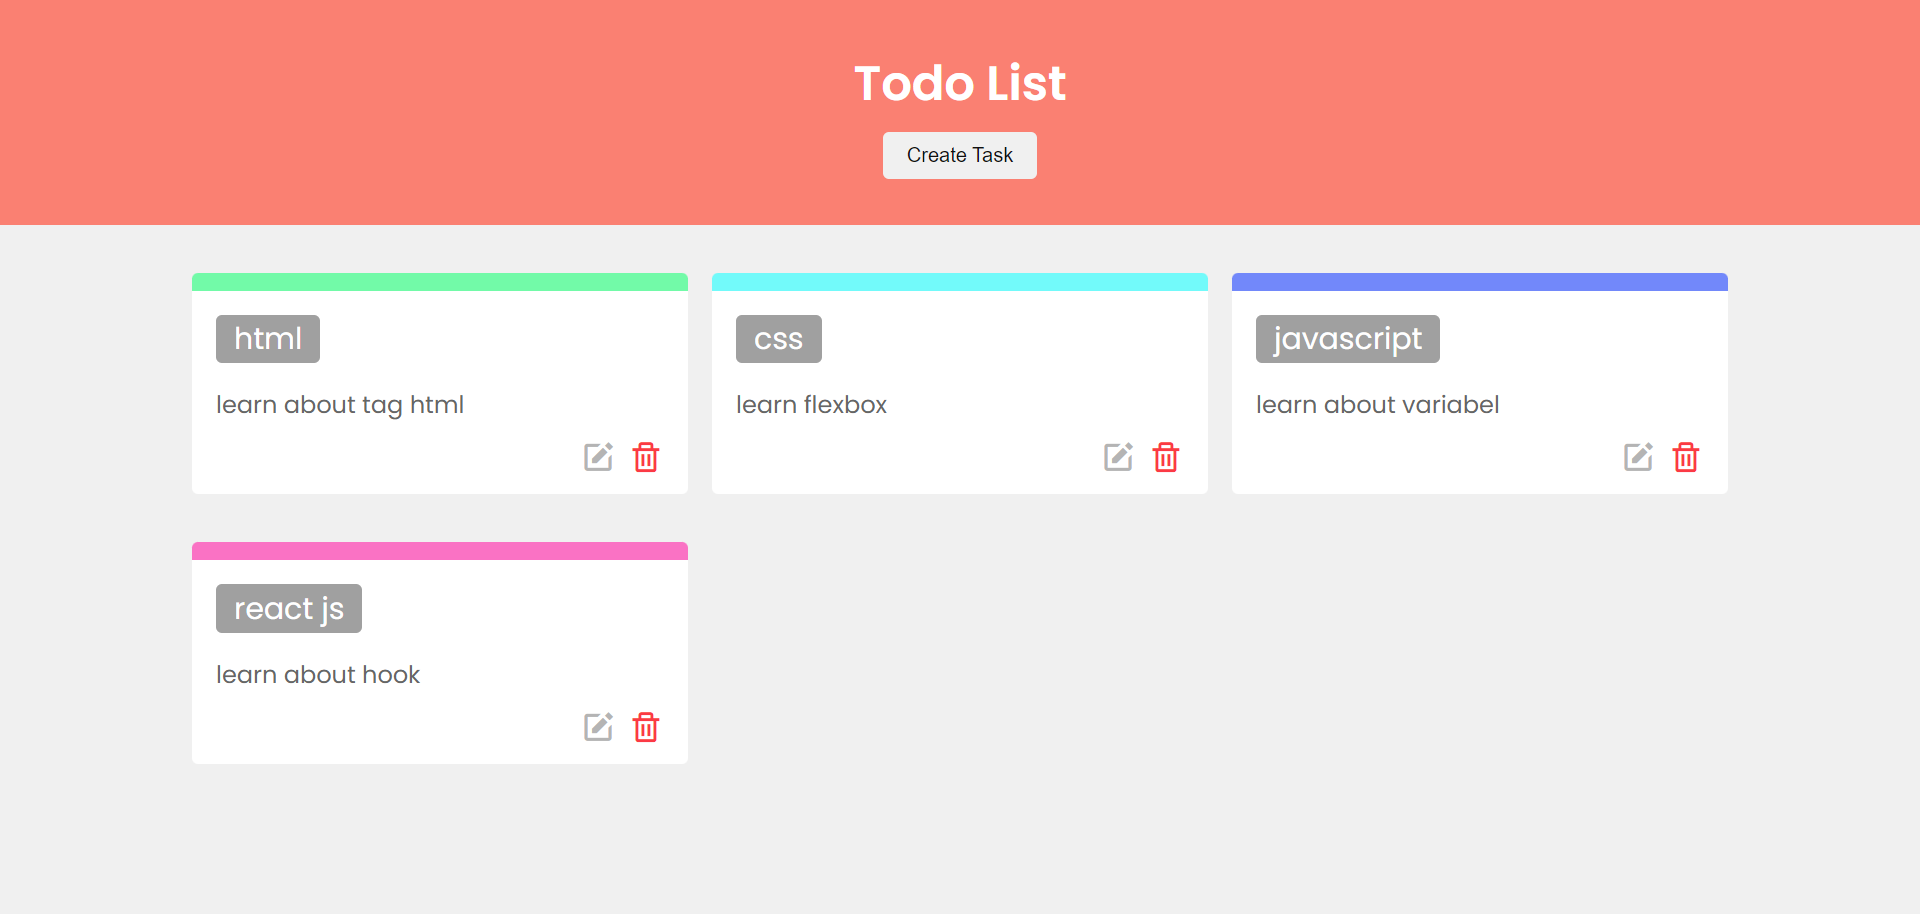 Todo List
Create Task
html
learn about tag html
css
learn flexbox
javascript
learn about variabel
react js
learn about hook